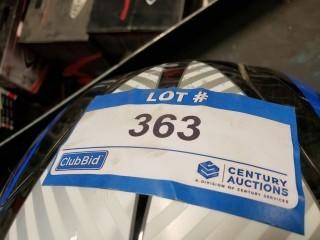 LOT #
363
ClubBid
CENTURY
AUCTIONS
A DIVISION OF CENTURY SERVICES